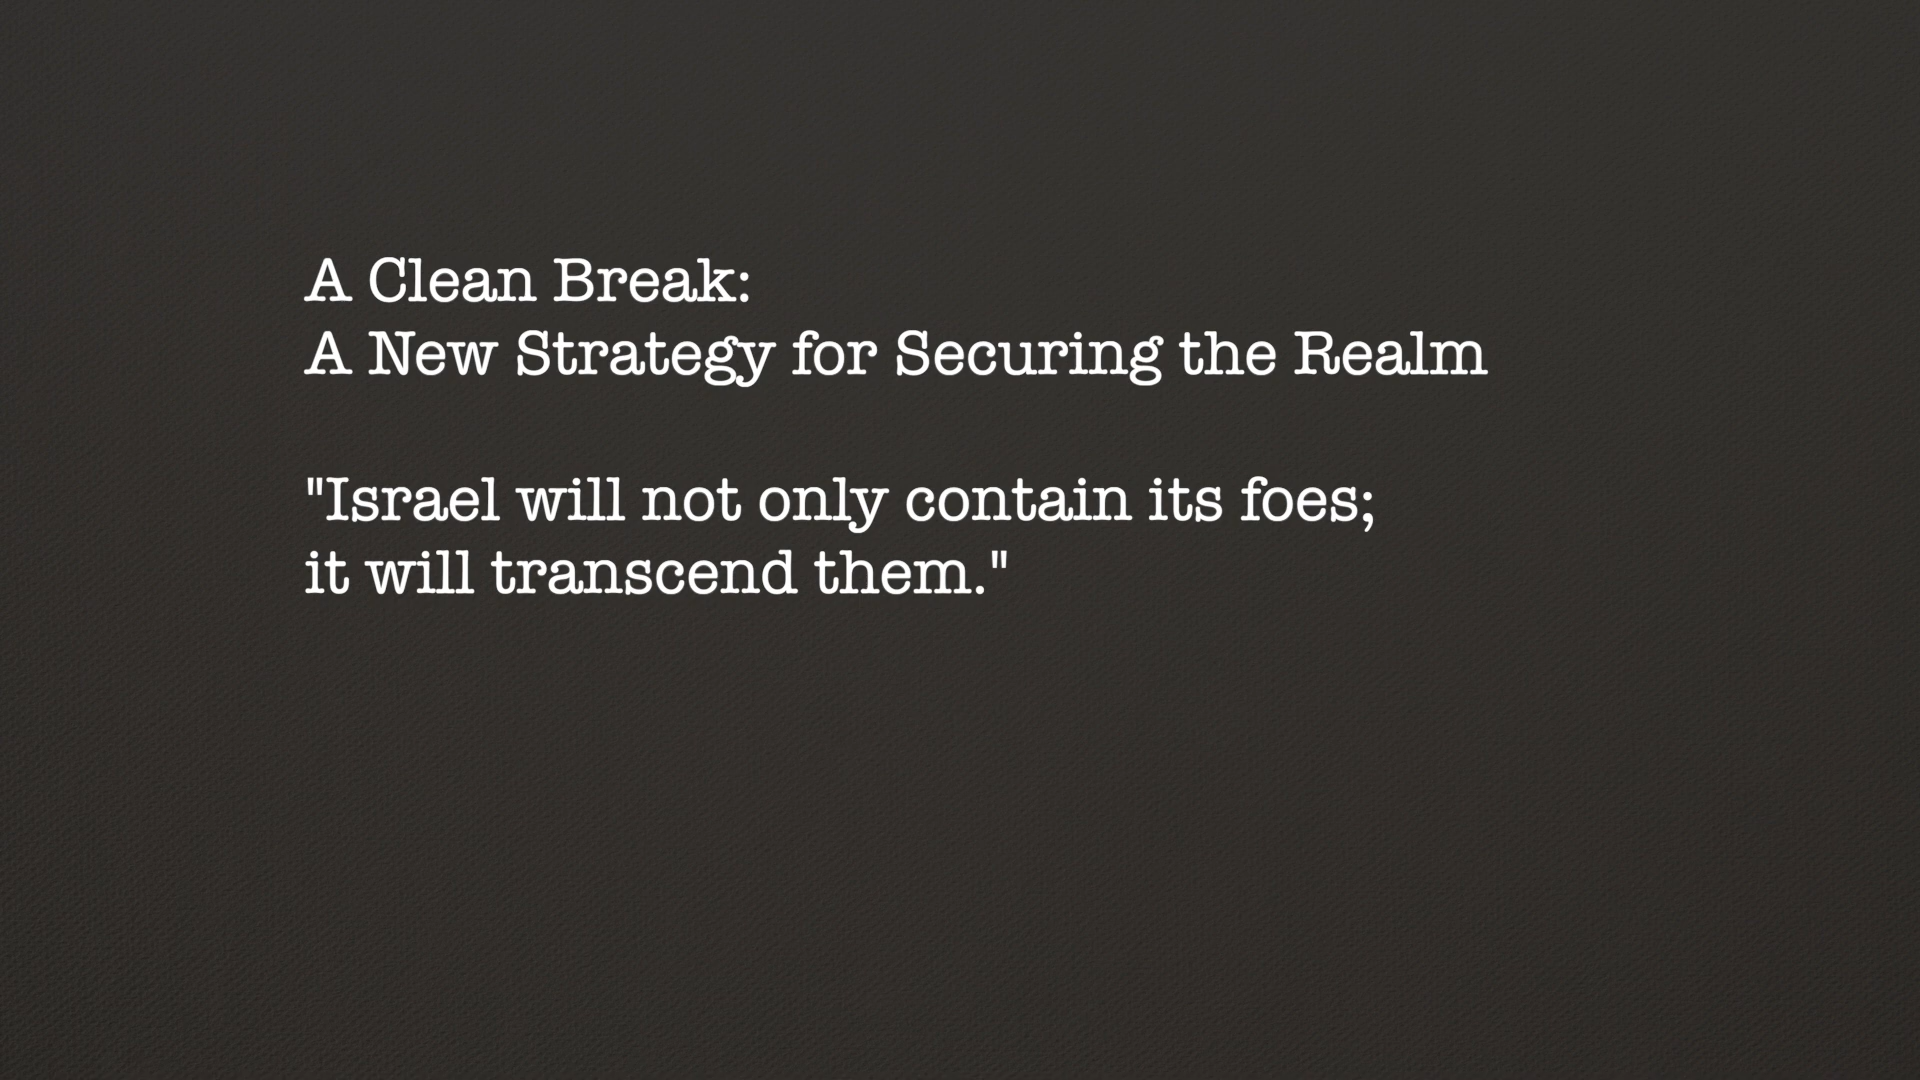 A Clean Break:
A New Strategy for Securing the Realm
"Israel will not only contain its foes;
it will transcend them."